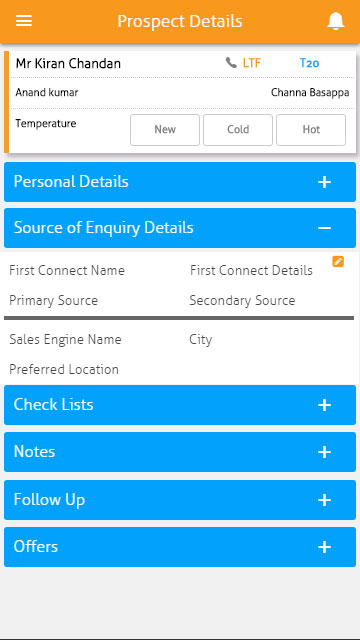 Prospect Details
Mr Kiran Chandan LTF T20
Anand kumar Channa Basappa
Temperature New Cold Hot
Personal Details +
Source of Enquiry Details −
First Connect Name First Connect Details
Primary Source Secondary Source
Sales Engine Name City
Preferred Location
Check Lists +
Notes +
Follow Up +
Offers +